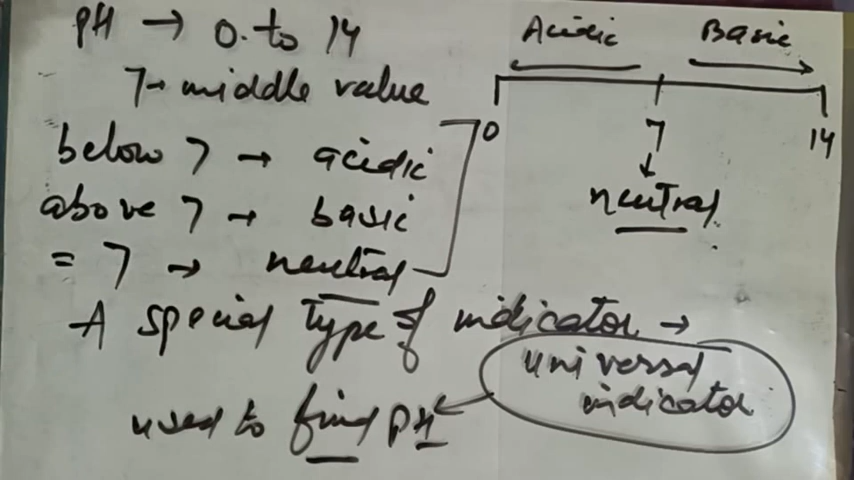 PH → 0. to 14
7→ middle value
below 7 → acidic
above 7 → basic
= 7 → neutral
Acidic Basic
0 7 14
↓
neutral
A special type of indicator →
universal
indicator
used to find PH